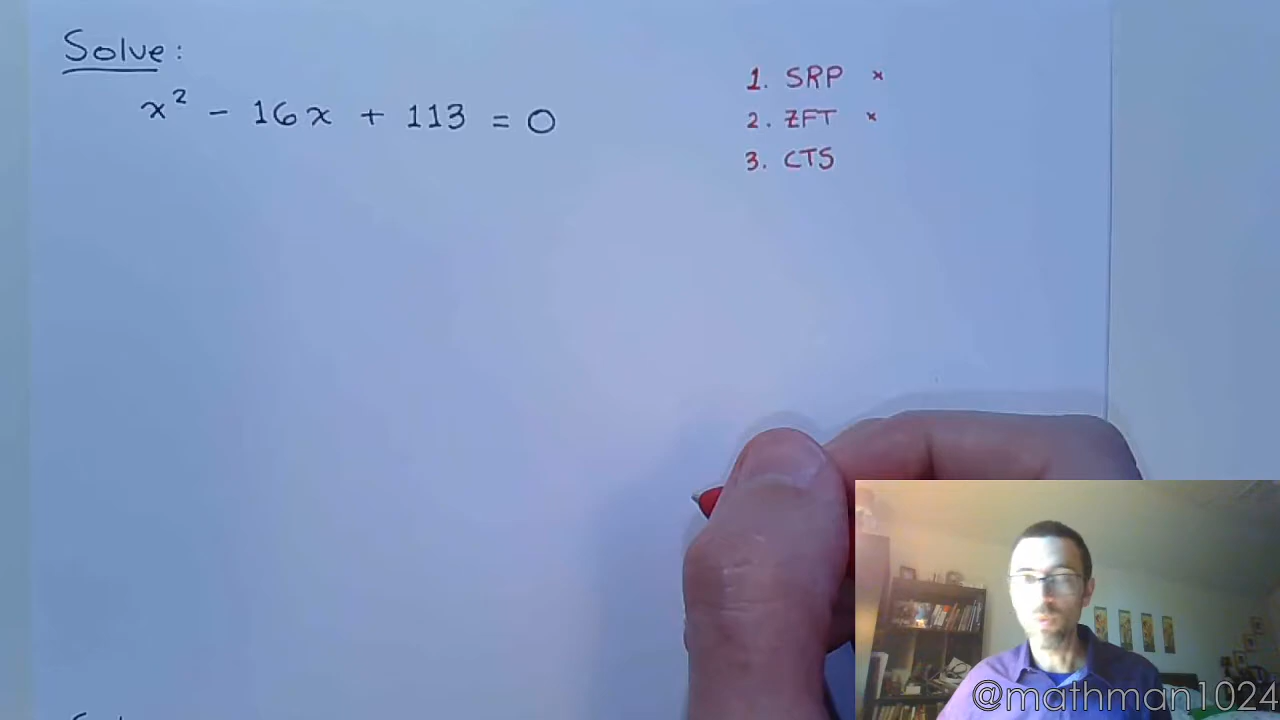 Solve:
x² - 16x + 113 = 0
1. SRP ×
2. ZFT ×
3. CTS
@mathman1024